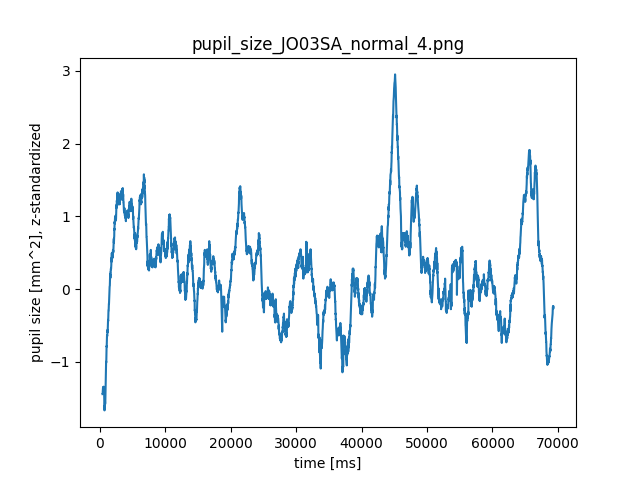 pupil_size_JO03SA_normal_4.png
3
2
1
0
−1
pupil size [mm^2], z-standardized
0 10000 20000 30000 40000 50000 60000 70000
time [ms]